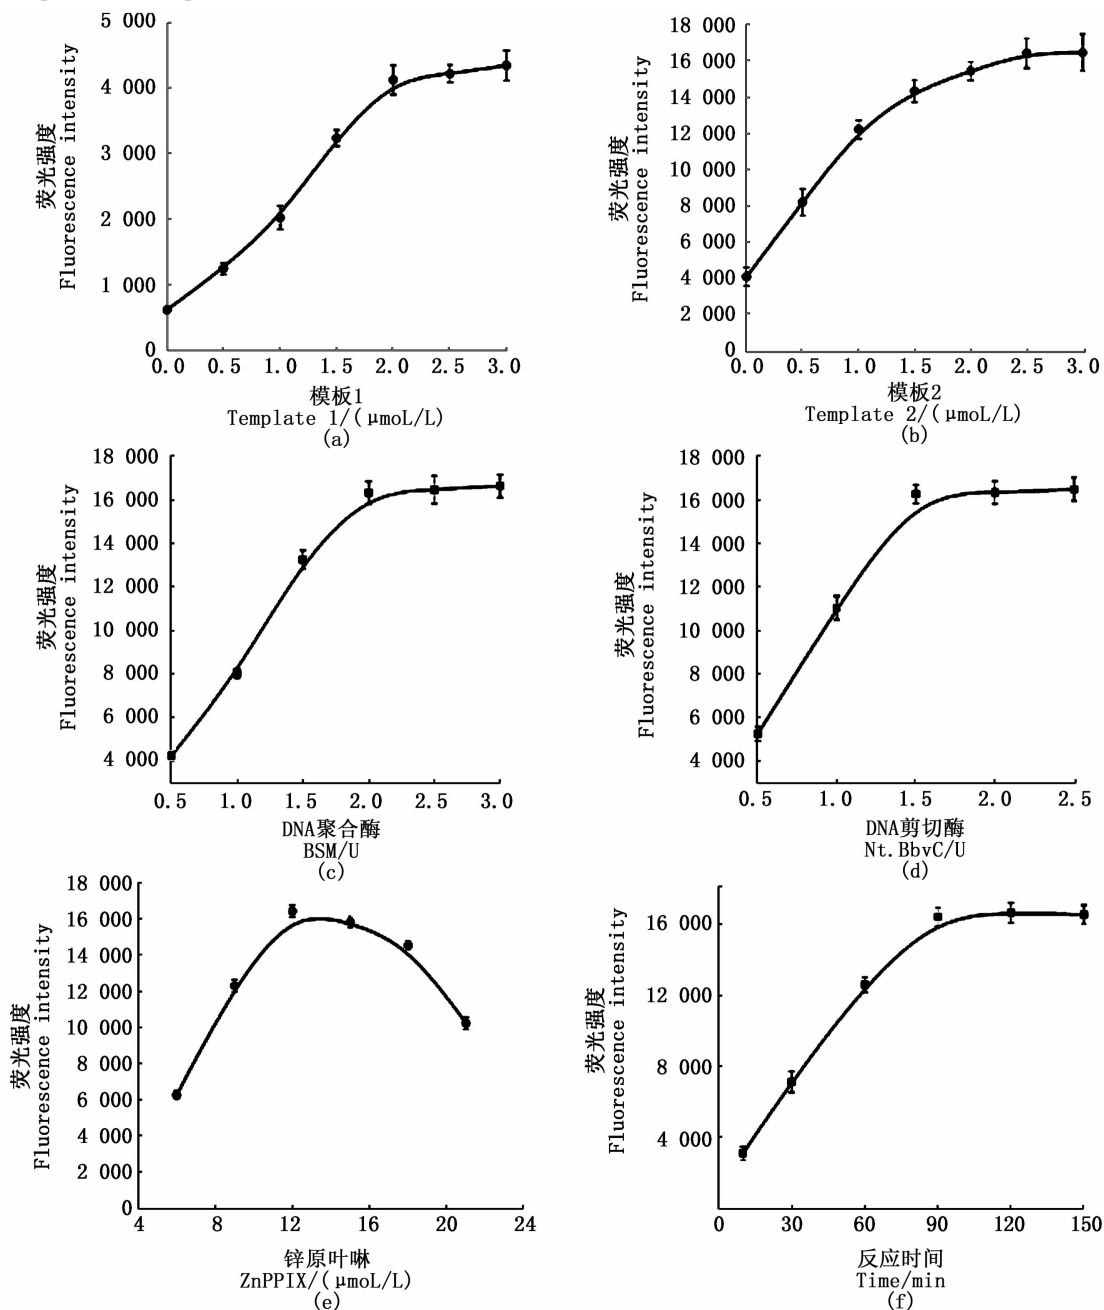 5 000
4 000
3 000
2 000
1 000
0
荧光强度
Fluorescence intensity
0.0 0.5 1.0 1.5 2.0 2.5 3.0
模板1
Template 1/(μmoL/L)
(a)
18 000
16 000
14 000
12 000
10 000
8 000
6 000
4 000
2 000
0
荧光强度
Fluorescence intensity
0.0 0.5 1.0 1.5 2.0 2.5 3.0
模板2
Template 2/(μmoL/L)
(b)
18 000
16 000
14 000
12 000
10 000
8 000
6 000
4 000
荧光强度
Fluorescence intensity
0.5 1.0 1.5 2.0 2.5 3.0
DNA聚合酶
BSM/U
(c)
18 000
16 000
14 000
12 000
10 000
8 000
6 000
4 000
荧光强度
Fluorescence intensity
0.5 1.0 1.5 2.0 2.5
DNA剪切酶
Nt.BbvC/U
(d)
18 000
16 000
14 000
12 000
10 000
8 000
6 000
4 000
2 000
0
荧光强度
Fluorescence intensity
4 8 12 16 20 24
锌原叶啉
ZnPPIX/(μmoL/L)
(e)
16 000
12 000
8 000
4 000
荧光强度
Fluorescence intensity
0 30 60 90 120 150
反应时间
Time/min
(f)